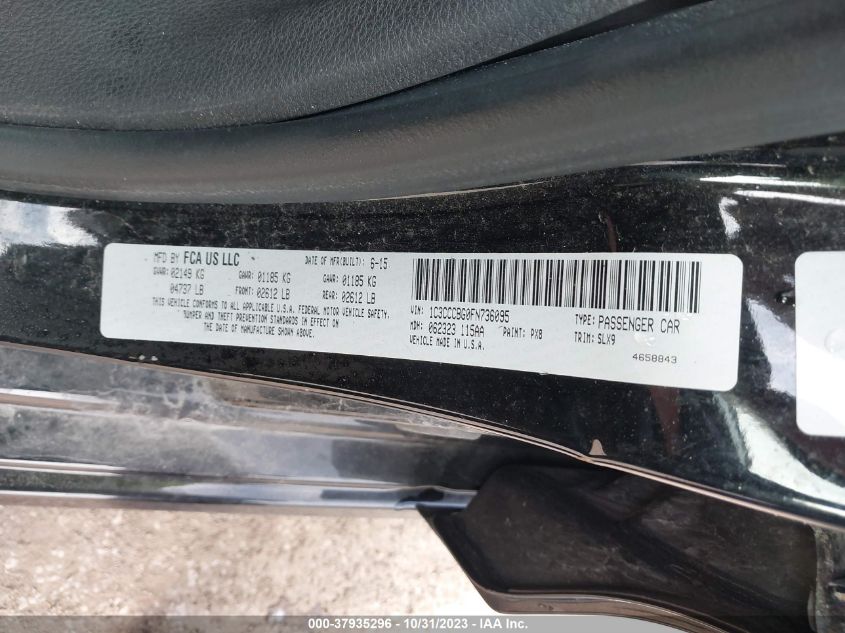 MFD BY FCA US LLC DATE OF MFR(BUILT): 6-15
GVWR: 02149 KG GAWR: 01185 KG GAWR: 01185 KG
04737 LB FRONT: 02612 LB REAR: 02612 LB
THIS VEHICLE CONFORMS TO ALL APPLICABLE U.S.A. FEDERAL MOTOR VEHICLE SAFETY,
BUMPER AND THEFT PREVENTION STANDARDS IN EFFECT ON
THE DATE OF MANUFACTURE SHOWN ABOVE.
VIN: 1C3CCCBG0FN736095 TYPE: PASSENGER CAR
MDH: 062323 115AA PAINT: PX8 TRIM: SLX9
VEHICLE MADE IN U.S.A.
4658843
000-37935296 - 10/31/2023 - IAA Inc.